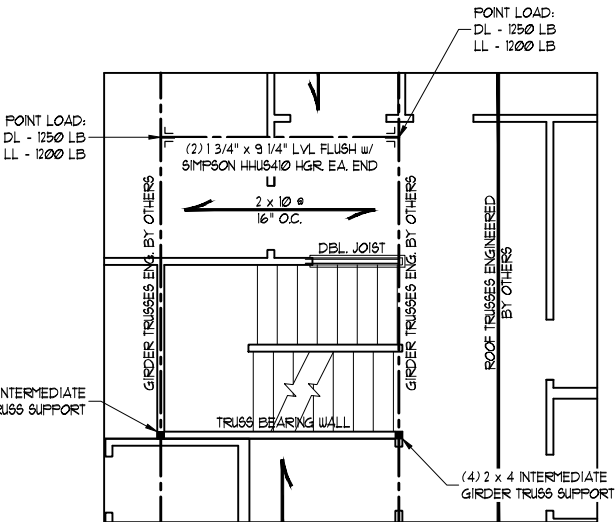 POINT LOAD:
DL - 1250 LB
LL - 1200 LB
POINT LOAD:
DL - 1250 LB
LL - 1200 LB
(2) 1 3/4" x 9 1/4" LVL FLUSH w/
SIMPSON HHUS410 HGR. EA. END
2 x 10 @
16" O.C.
DBL. JOIST
GIRDER TRUSSES ENG. BY OTHERS
GIRDER TRUSSES ENG. BY OTHERS
ROOF TRUSSES ENGINEERED
BY OTHERS
INTERMEDIATE
TRUSS SUPPORT
TRUSS BEARING WALL
(4) 2 x 4 INTERMEDIATE
GIRDER TRUSS SUPPORT